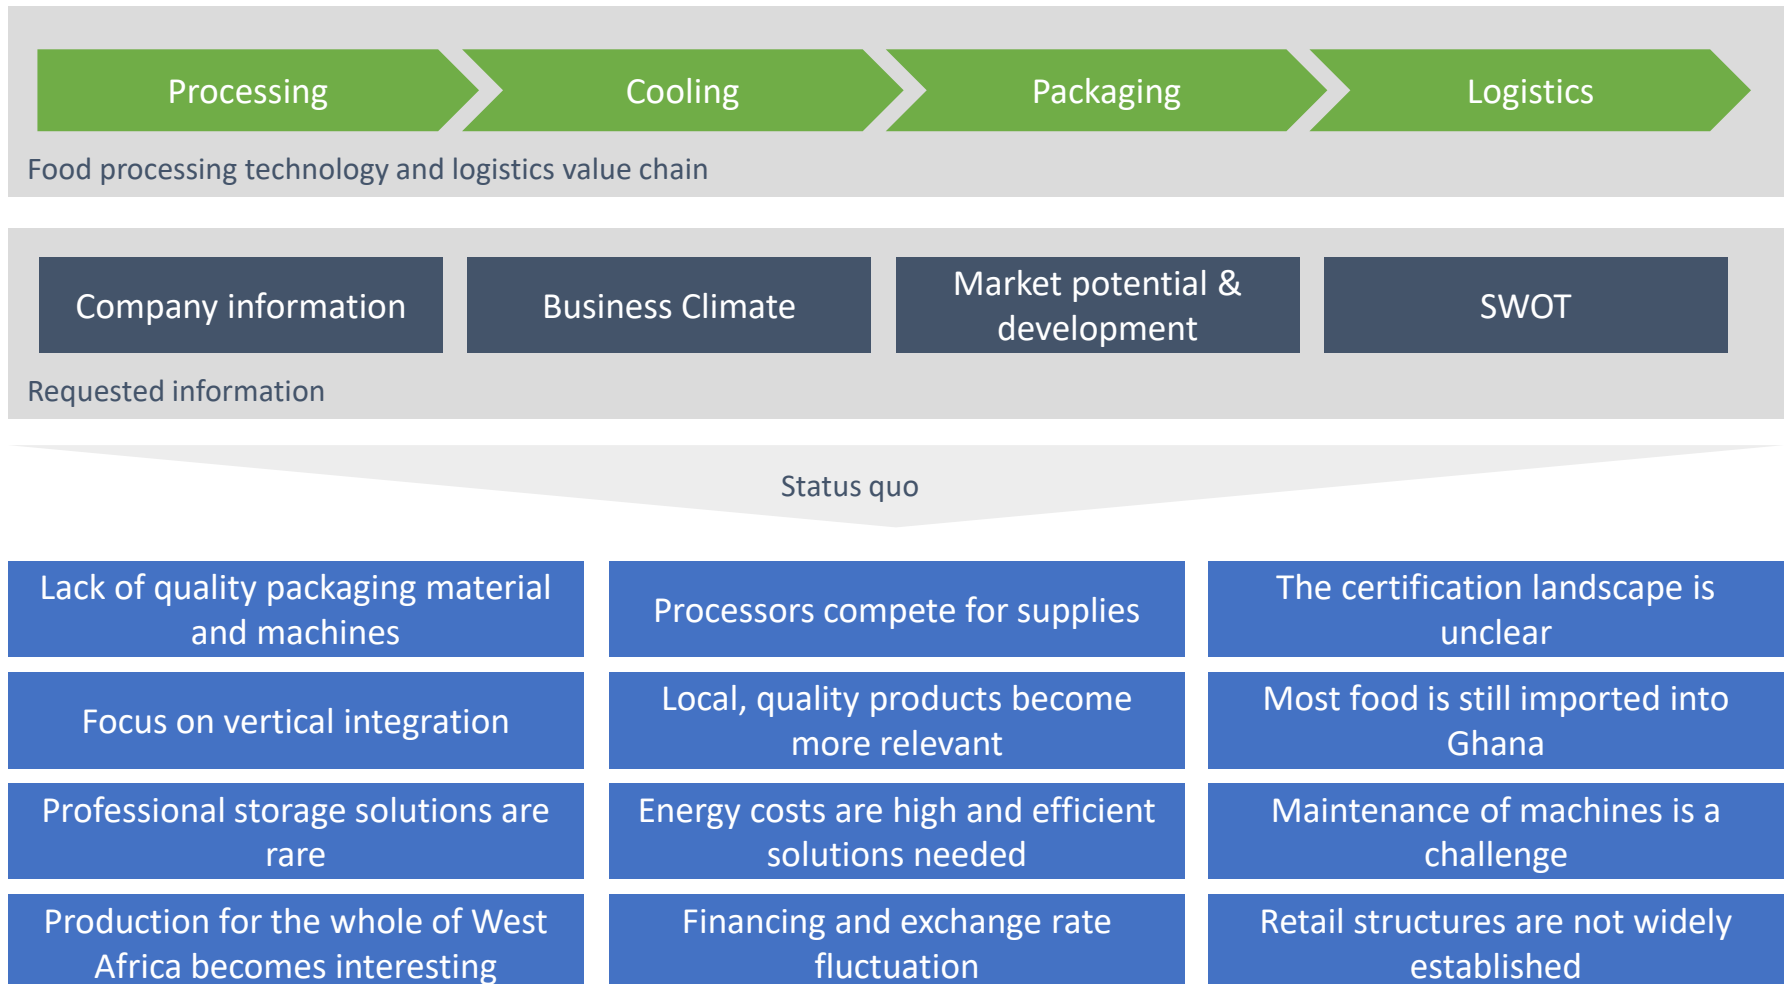 Processing
Cooling
Packaging
Logistics
Food processing technology and logistics value chain
Company information
Business Climate
Market potential &
development
SWOT
Requested information
Status quo
Lack of quality packaging material
and machines
Processors compete for supplies
The certification landscape is
unclear
Focus on vertical integration
Local, quality products become
more relevant
Most food is still imported into
Ghana
Professional storage solutions are
rare
Energy costs are high and efficient
solutions needed
Maintenance of machines is a
challenge
Production for the whole of West
Africa becomes interesting
Financing and exchange rate
fluctuation
Retail structures are not widely
established